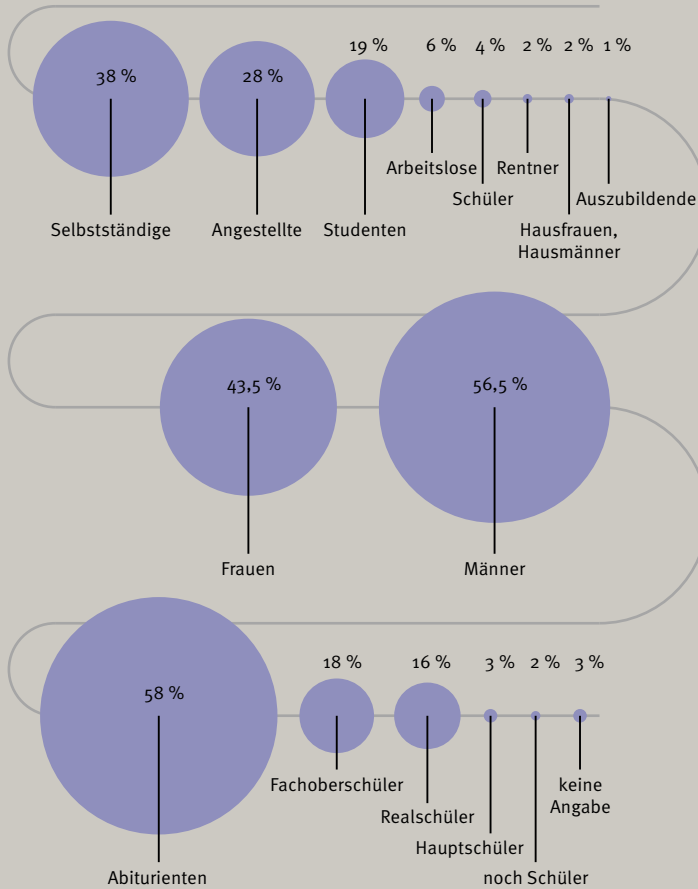 38 %
28 %
19 %
6 %
4 %
2 %
2 %
1 %
Arbeitslose
Rentner
Schüler
Auszubildende
Selbstständige
Angestellte
Studenten
Hausfrauen,
Hausmänner
43,5 %
56,5 %
Frauen
Männer
58 %
18 %
16 %
3 %
2 %
3 %
Fachoberschüler
keine
Angabe
Realschüler
Hauptschüler
Abiturienten
noch Schüler